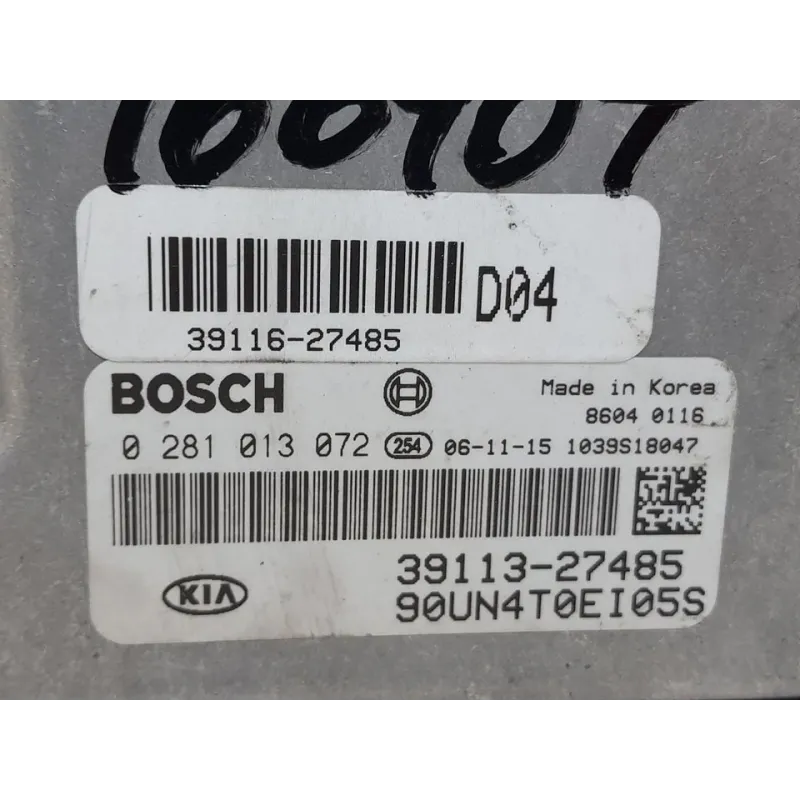 D04
39116-27485
BOSCH
Made in Korea
8604 0116
0 281 013 072 254 06-11-15 1039S18047
39113-27485
KIA
90UN4T0EI05S